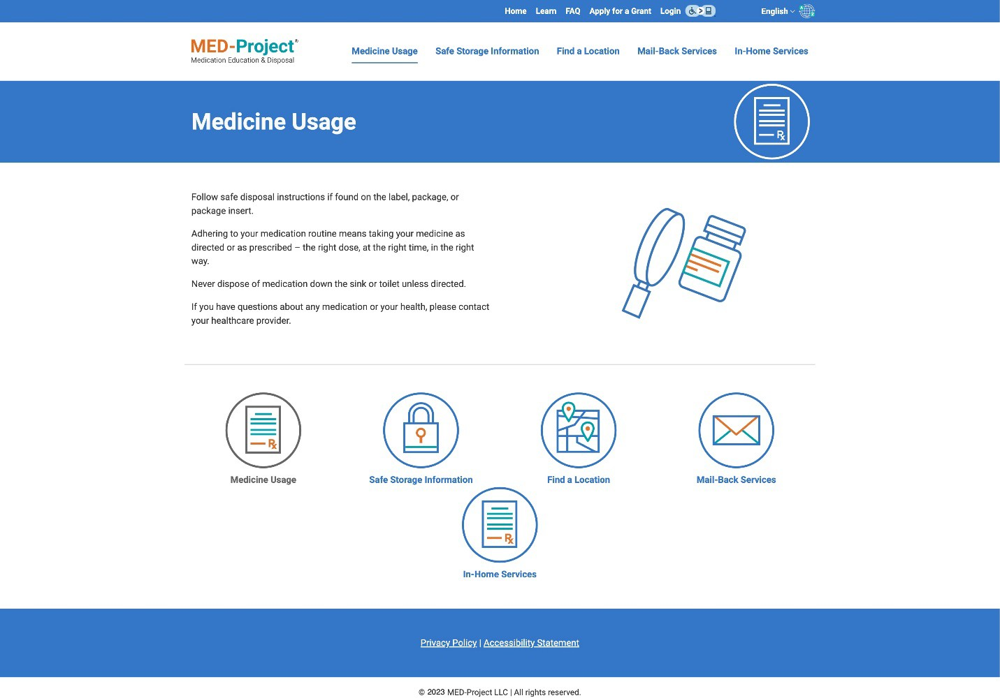 Home Learn FAQ Apply for a Grant Login English
MED-Project®
Medication Education & Disposal
Medicine Usage Safe Storage Information Find a Location Mail-Back Services In-Home Services
Medicine Usage
Rx
Follow safe disposal instructions if found on the label, package, or
package insert.
Adhering to your medication routine means taking your medicine as
directed or as prescribed – the right dose, at the right time, in the right
way.
Never dispose of medication down the sink or toilet unless directed.
If you have questions about any medication or your health, please contact
your healthcare provider.
Rx
Medicine Usage Safe Storage Information Find a Location Mail-Back Services
Rx
In-Home Services
Privacy Policy | Accessibility Statement
© 2023 MED-Project LLC | All rights reserved.